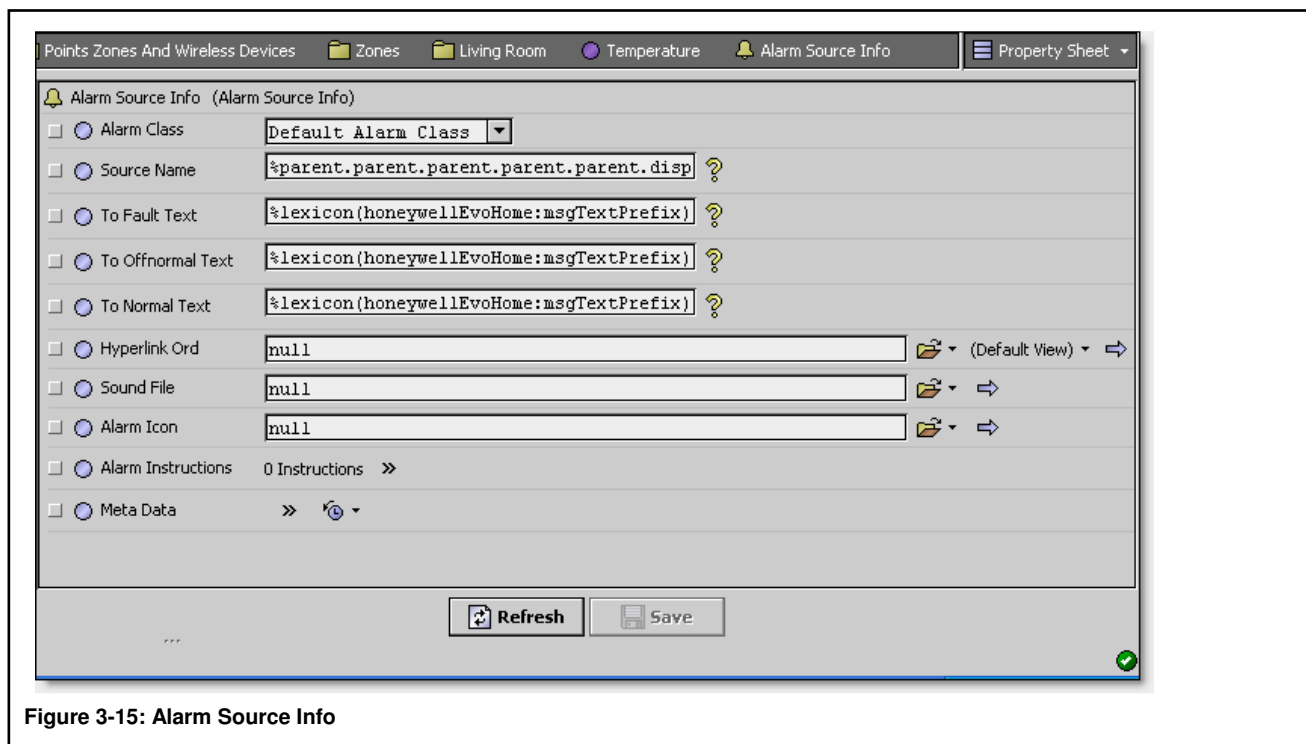 Points Zones And Wireless Devices Zones Living Room Temperature Alarm Source Info Property Sheet
Alarm Source Info (Alarm Source Info)
Alarm Class Default Alarm Class
Source Name %parent.parent.parent.parent.parent.disp
To Fault Text %lexicon(honeywellEvoHome:msgTextPrefix)
To Offnormal Text %lexicon(honeywellEvoHome:msgTextPrefix)
To Normal Text %lexicon(honeywellEvoHome:msgTextPrefix)
Hyperlink Ord null (Default View)
Sound File null
Alarm Icon null
Alarm Instructions 0 Instructions »
Meta Data »
Refresh Save
Figure 3-15: Alarm Source Info